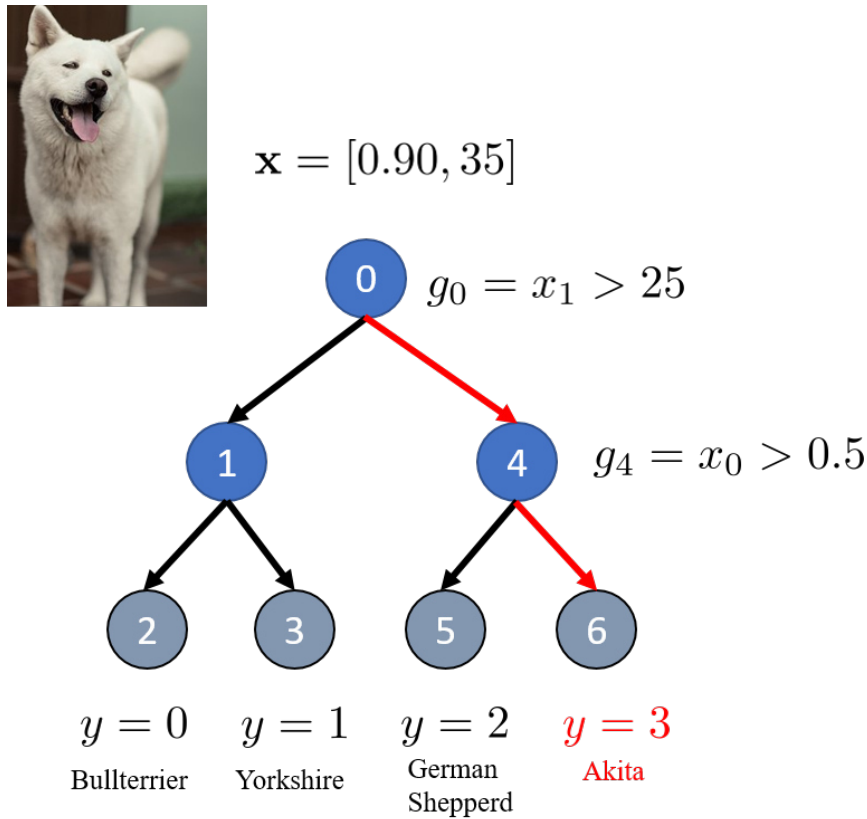 x = [0.90, 35]
0
g₀ = x₁ > 25
1
4
g₄ = x₀ > 0.5
2
3
5
6
y = 0
y = 1
y = 2
y = 3
Bullterrier
Yorkshire
German
Shepperd
Akita